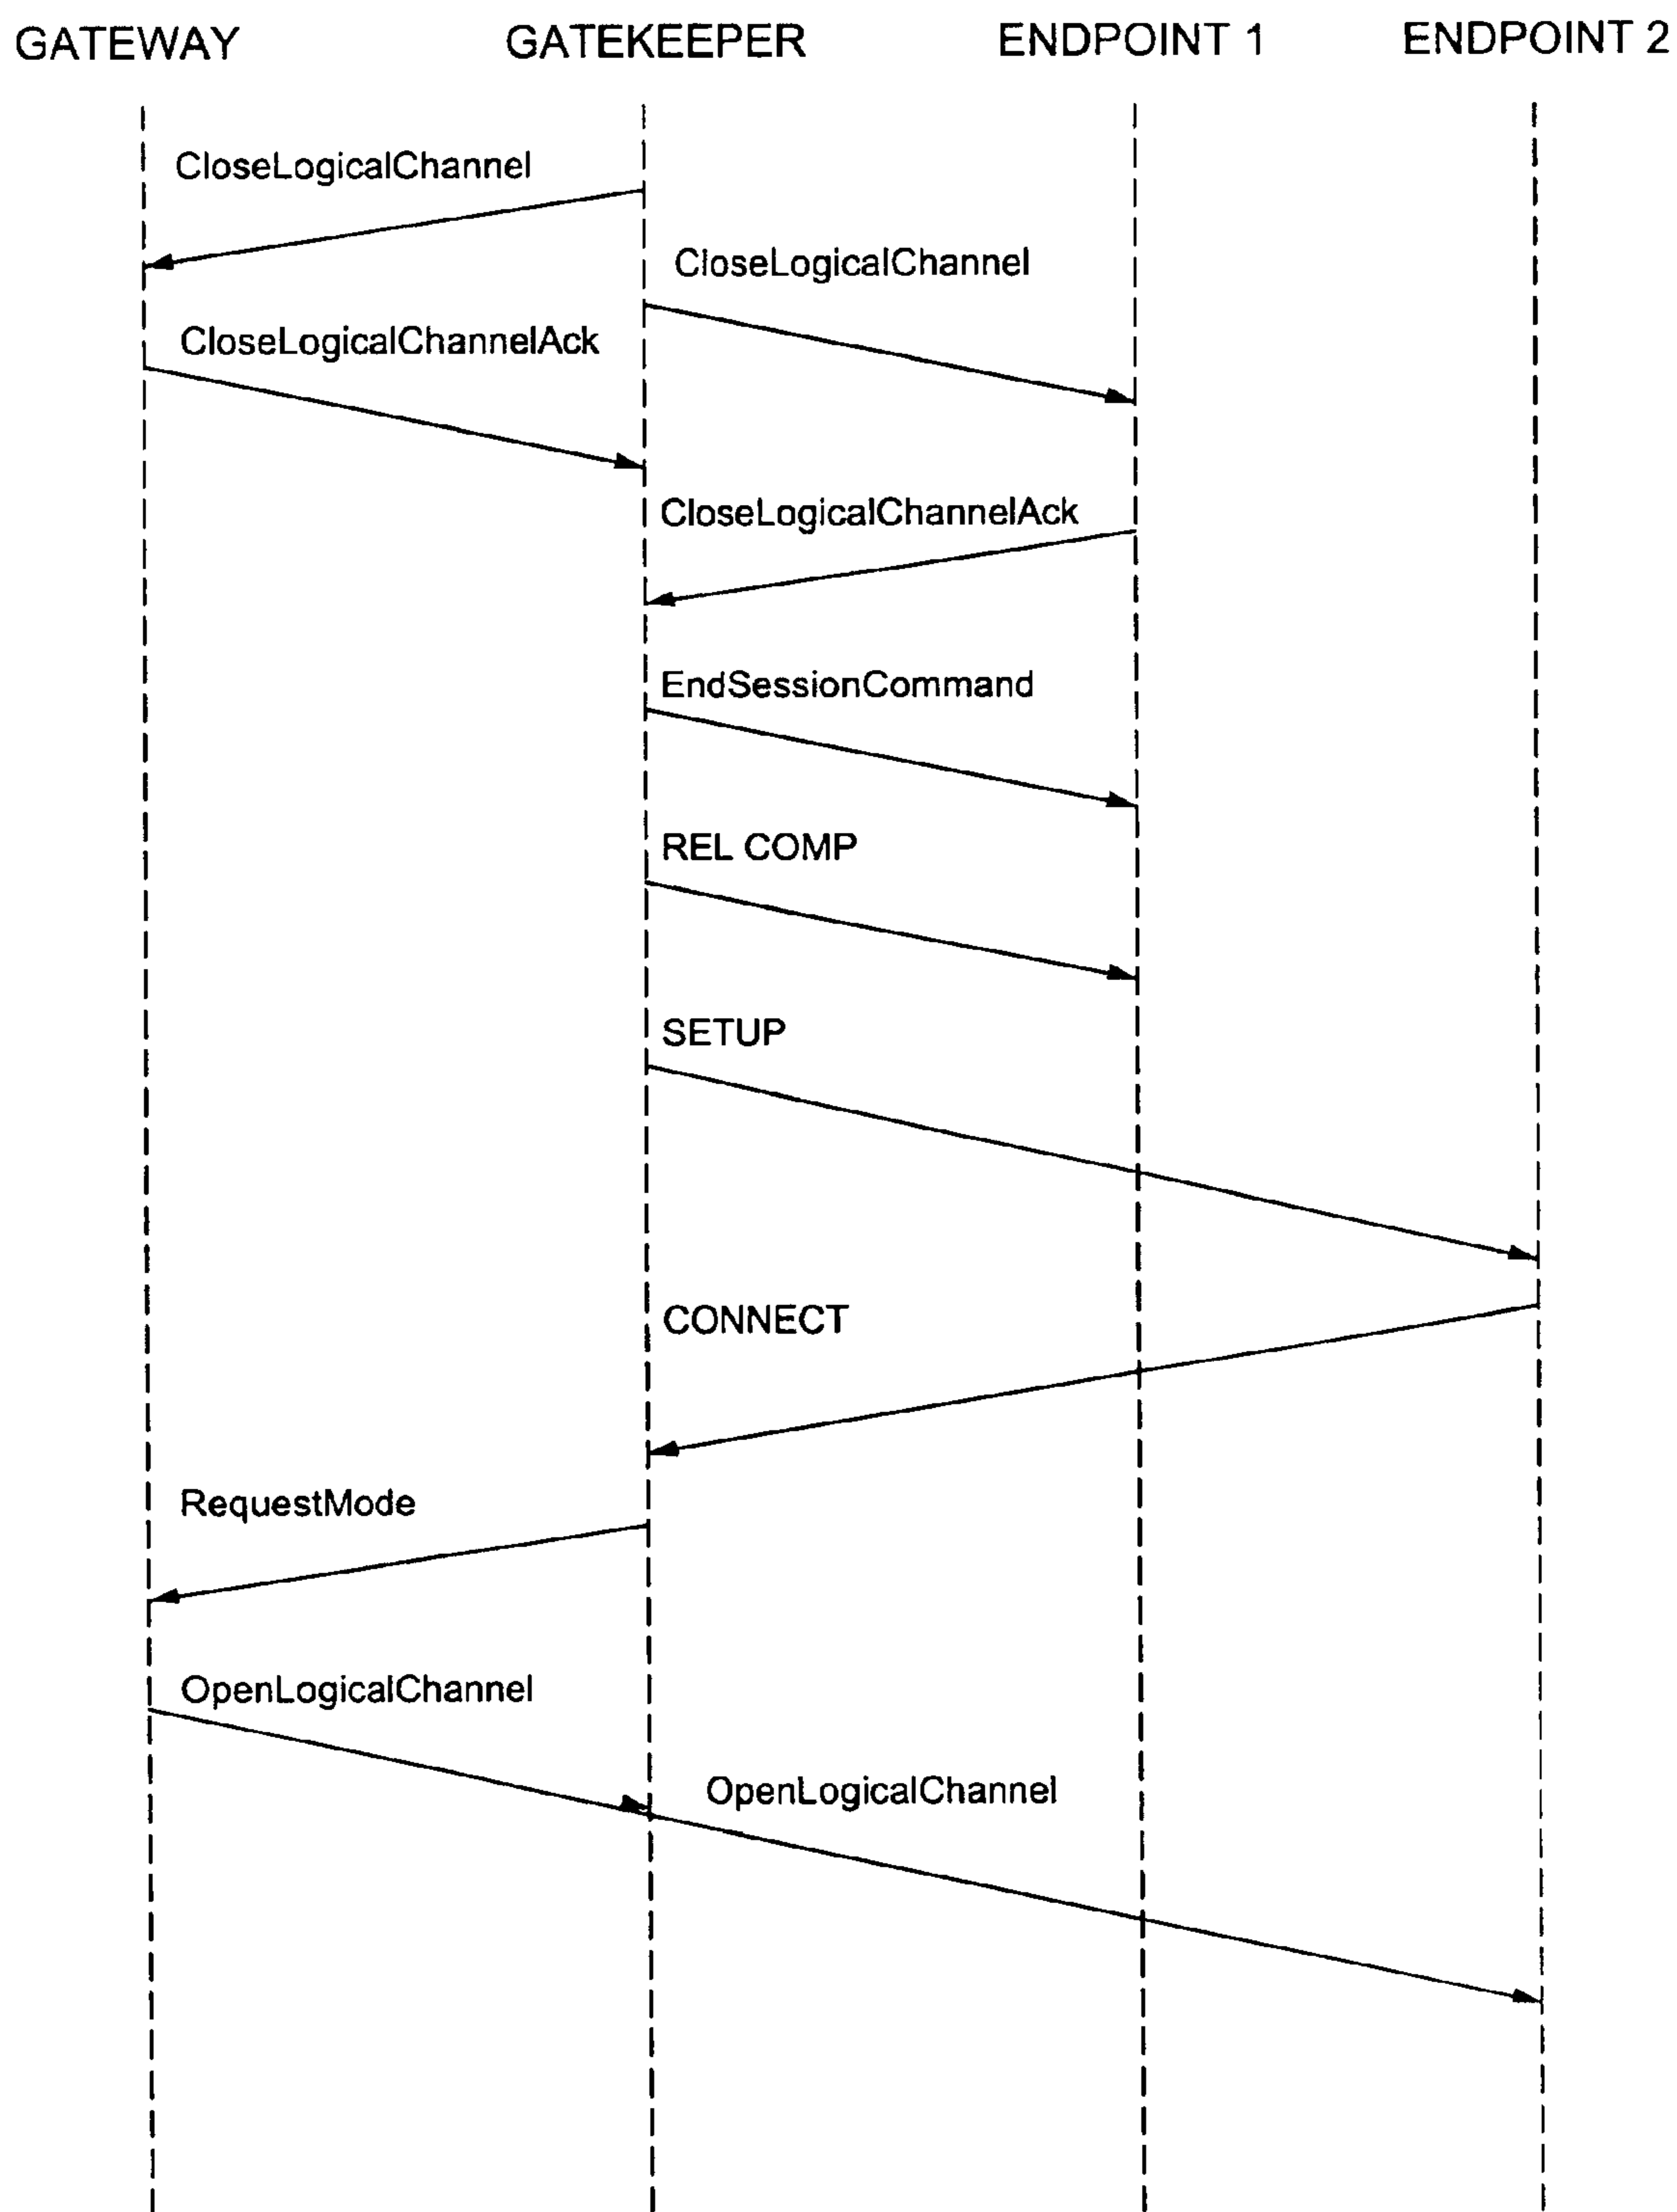 GATEWAY GATEKEEPER ENDPOINT 1 ENDPOINT 2
CloseLogicalChannel
CloseLogicalChannel
CloseLogicalChannelAck
CloseLogicalChannelAck
EndSessionCommand
REL COMP
SETUP
CONNECT
RequestMode
OpenLogicalChannel
OpenLogicalChannel